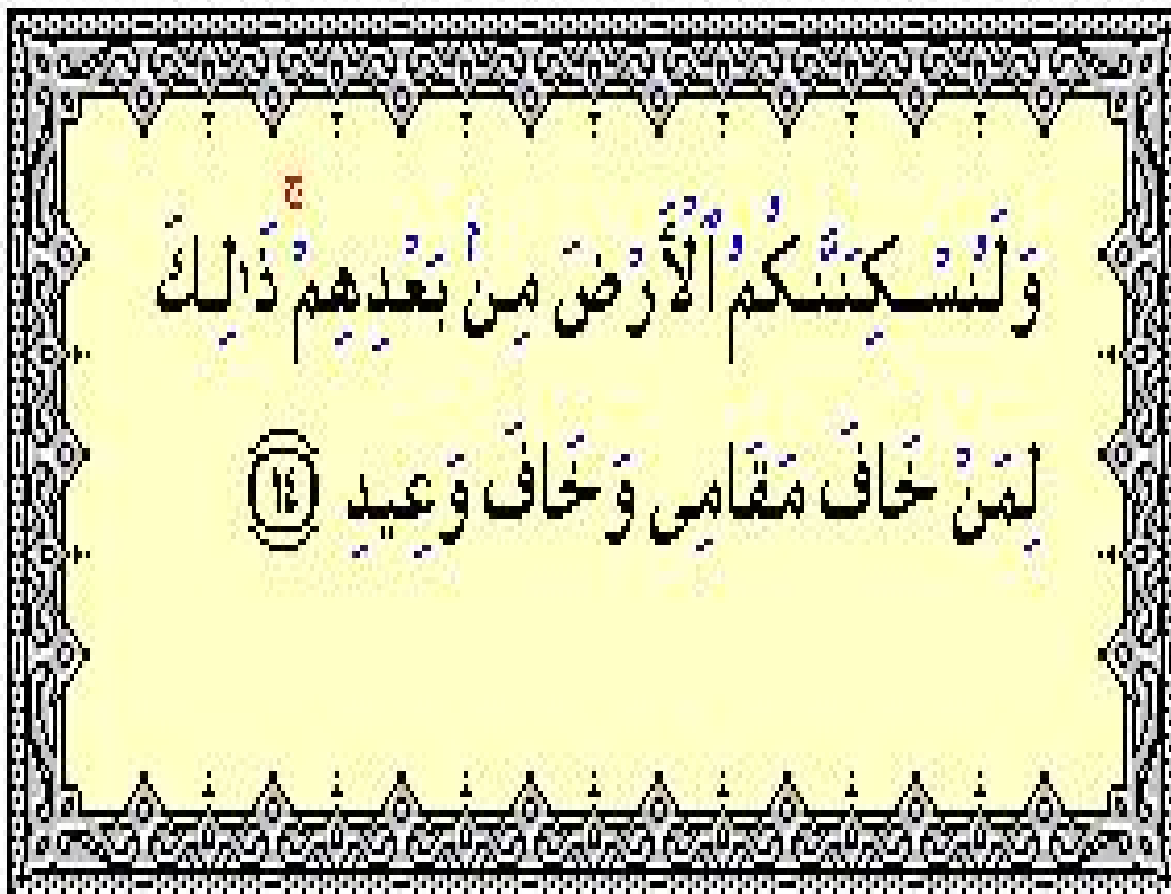 وَلَنُسْكِنَنَّكُمُ ٱلْأَرْضَ مِنۢ بَعْدِهِمْ ۚ ذَٰلِكَ
لِمَنْ خَافَ مَقَامِى وَخَافَ وَعِيدِ ١٤